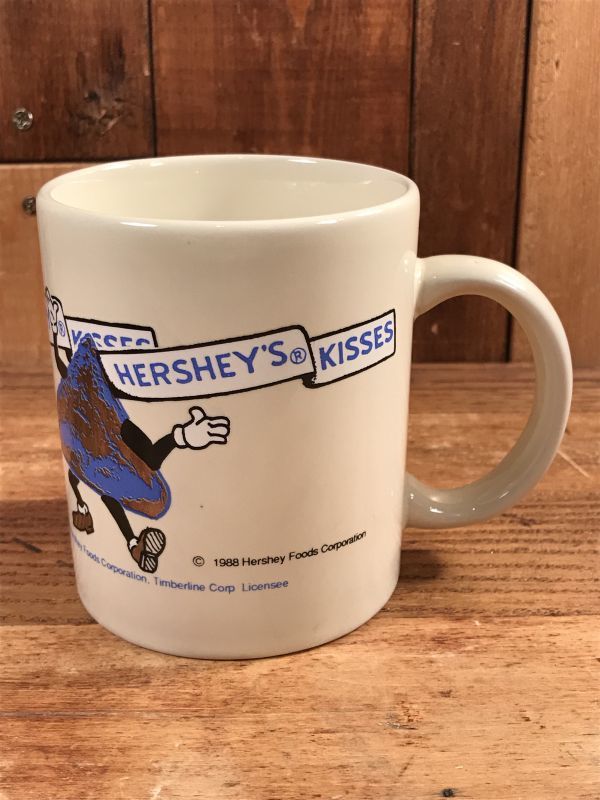 ® KISSES
HERSHEY'S® KISSES
© 1988 Hershey Foods Corporation
Foods Corporation. Timberline Corp Licensee